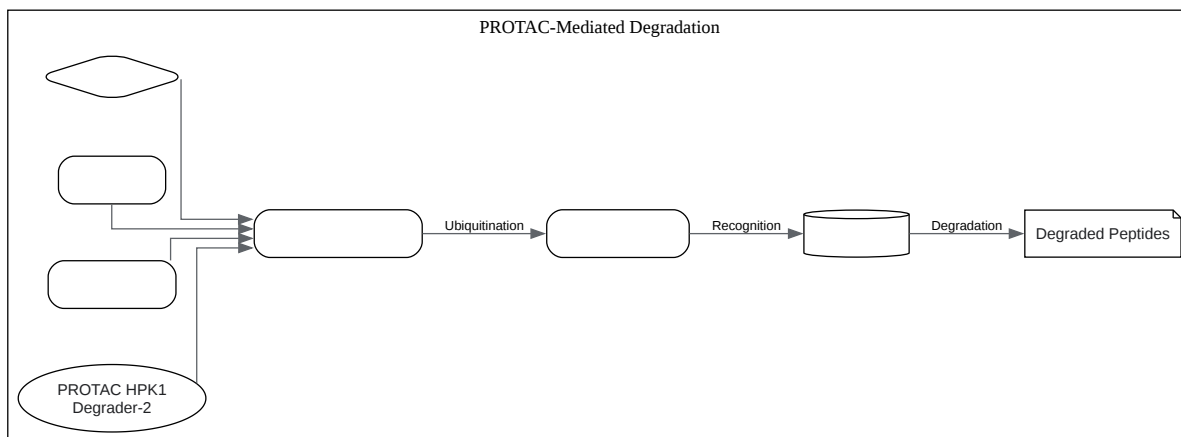 PROTAC-Mediated Degradation
Ubiquitination
Recognition
Degradation
Degraded Peptides
PROTAC HPK1
Degrader-2